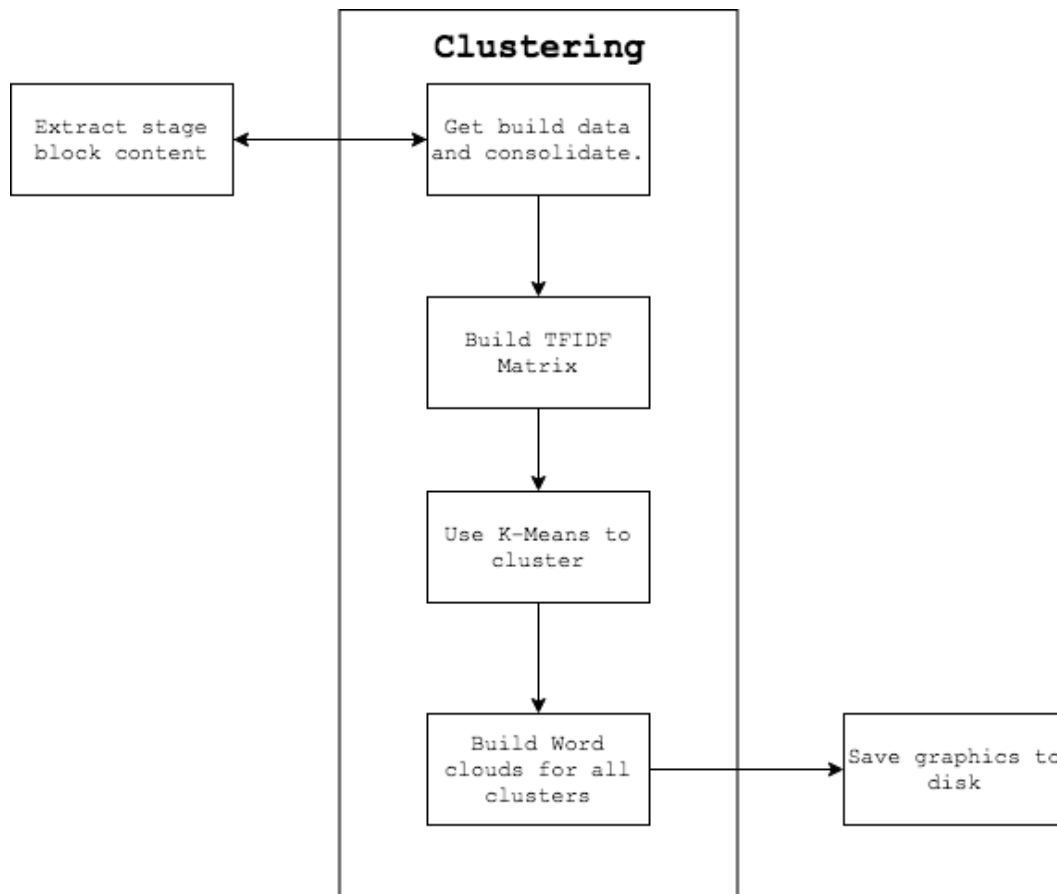 Clustering
Extract stage
block content
Get build data
and consolidate.
Build TFIDF
Matrix
Use K-Means to
cluster
Build Word
clouds for all
clusters
Save graphics to
disk